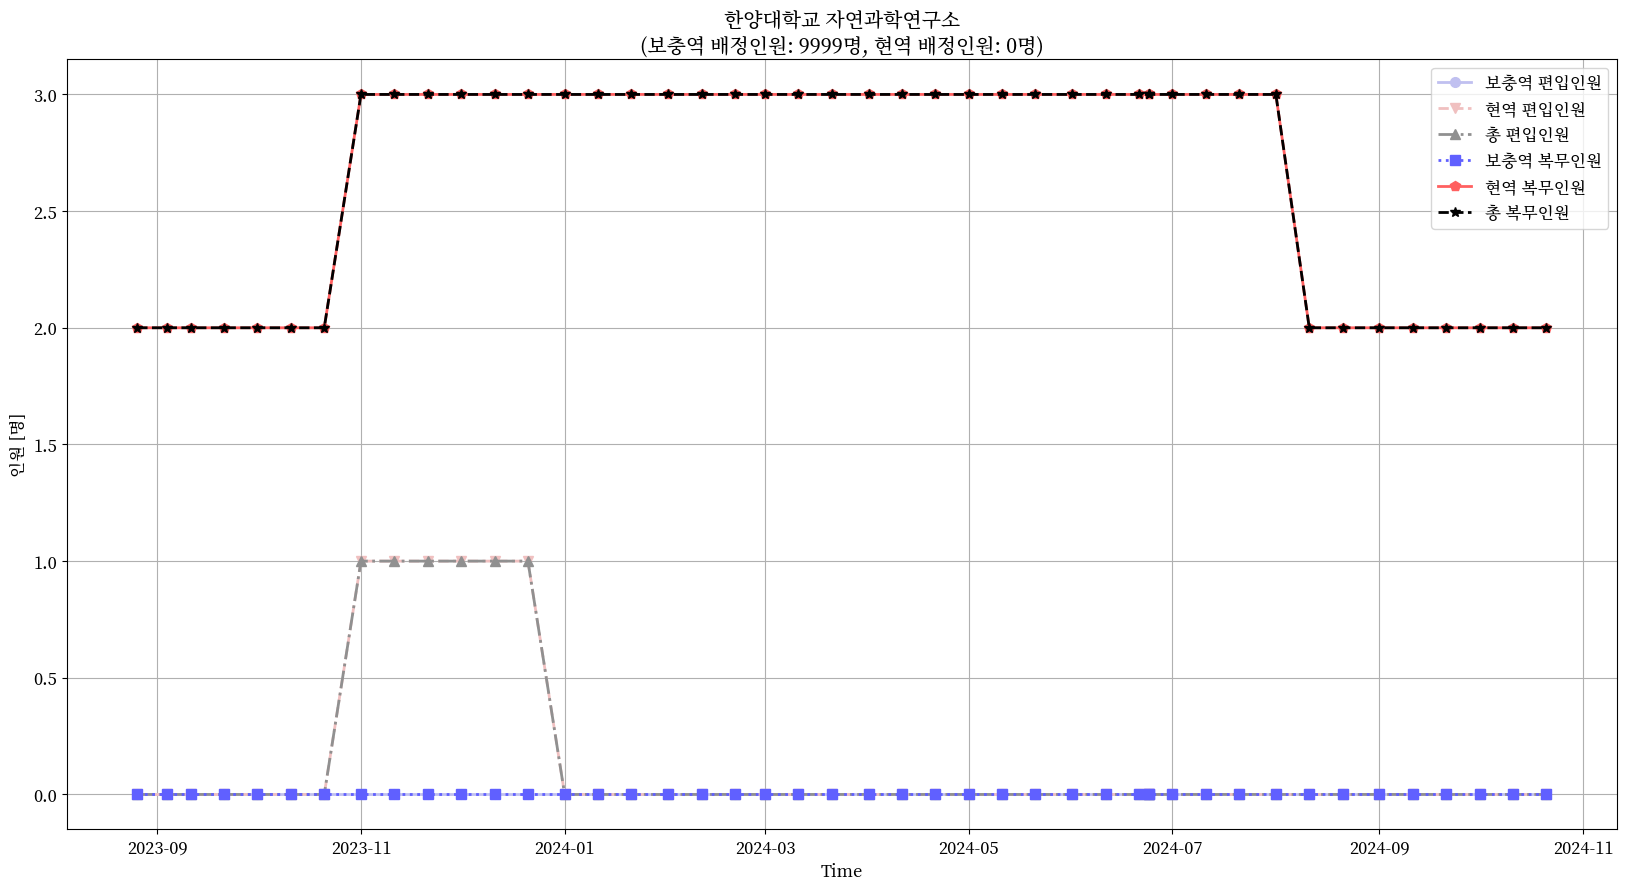 한양대학교 자연과학연구소
(보충역 배정인원: 9999명, 현역 배정인원: 0명)
보충역 편입인원
현역 편입인원
총 편입인원
보충역 복무인원
현역 복무인원
총 복무인원
인원 [명]
3.0
2.5
2.0
1.5
1.0
0.5
0.0
2023-09
2023-11
2024-01
2024-03
2024-05
2024-07
2024-09
2024-11
Time